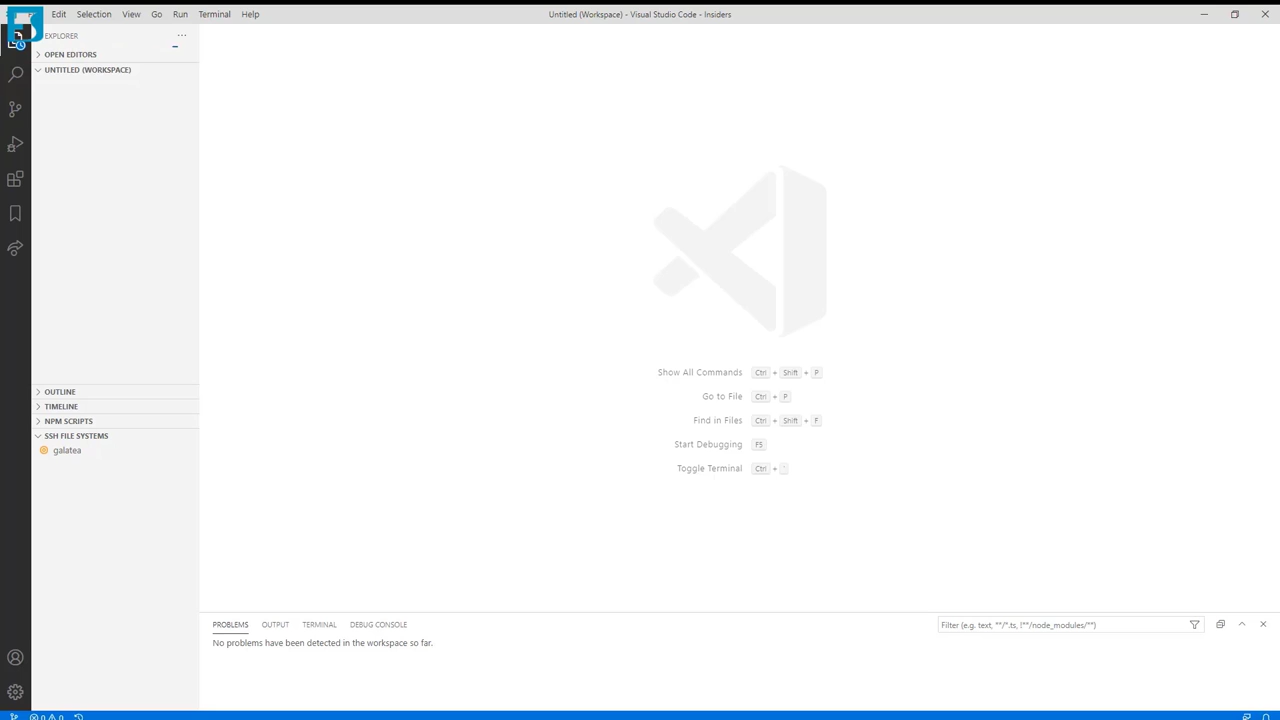 Edit Selection View Go Run Terminal Help
Untitled (Workspace) - Visual Studio Code - Insiders
EXPLORER
OPEN EDITORS
UNTITLED (WORKSPACE)
Show All Commands Ctrl + Shift + P
Go to File Ctrl + P
Find in Files Ctrl + Shift + F
Start Debugging F5
Toggle Terminal Ctrl + `
OUTLINE
TIMELINE
NPM SCRIPTS
SSH FILE SYSTEMS
galatea
PROBLEMS OUTPUT TERMINAL DEBUG CONSOLE
Filter (e.g. text, **/*.ts, !**/node_modules/**)
No problems have been detected in the workspace so far.
0 0